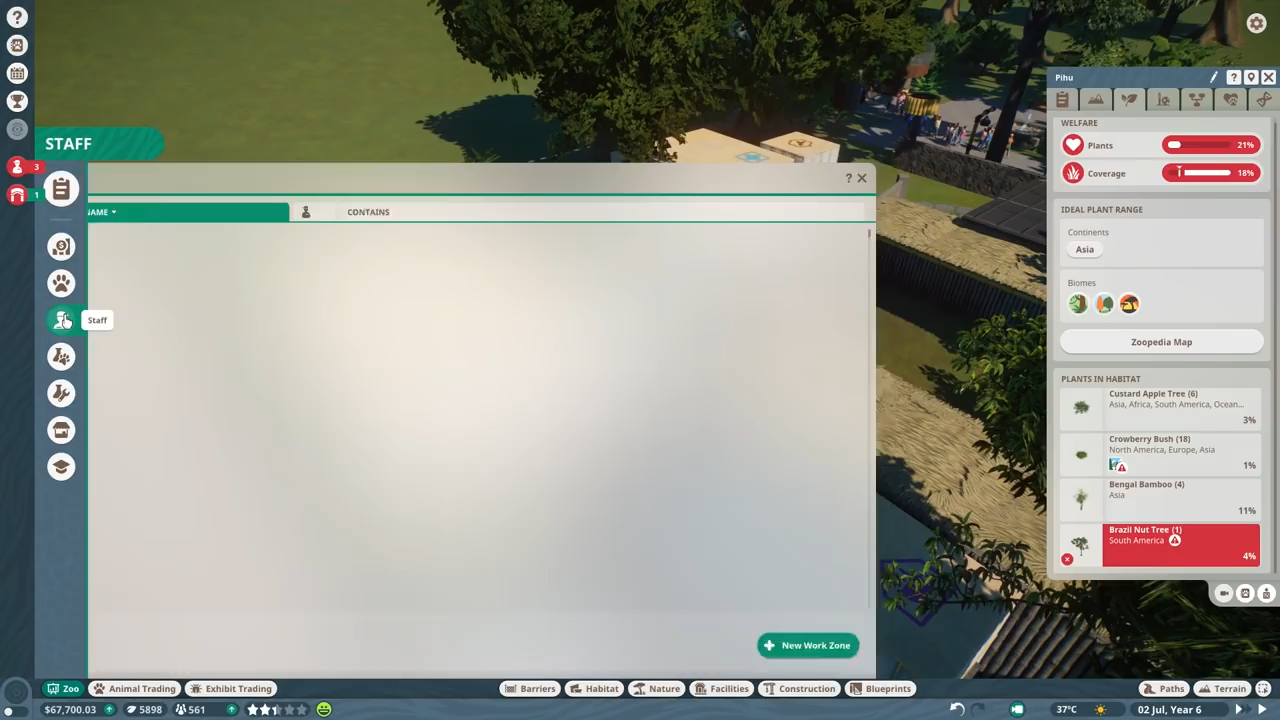 STAFF
3
1
NAME
CONTAINS
?
Staff
+ New Work Zone
Pihu
?
WELFARE
Plants
21%
Coverage
18%
IDEAL PLANT RANGE
Continents
Asia
Biomes
Zoopedia Map
PLANTS IN HABITAT
Custard Apple Tree (6)
Asia, Africa, South America, Ocean...
3%
Crowberry Bush (18)
North America, Europe, Asia
1%
Bengal Bamboo (4)
Asia
11%
Brazil Nut Tree (1)
South America
4%
Zoo
Animal Trading
Exhibit Trading
Barriers
Habitat
Nature
Facilities
Construction
Blueprints
Paths
Terrain
$67,700.03
5898
561
37°C
02 Jul, Year 6